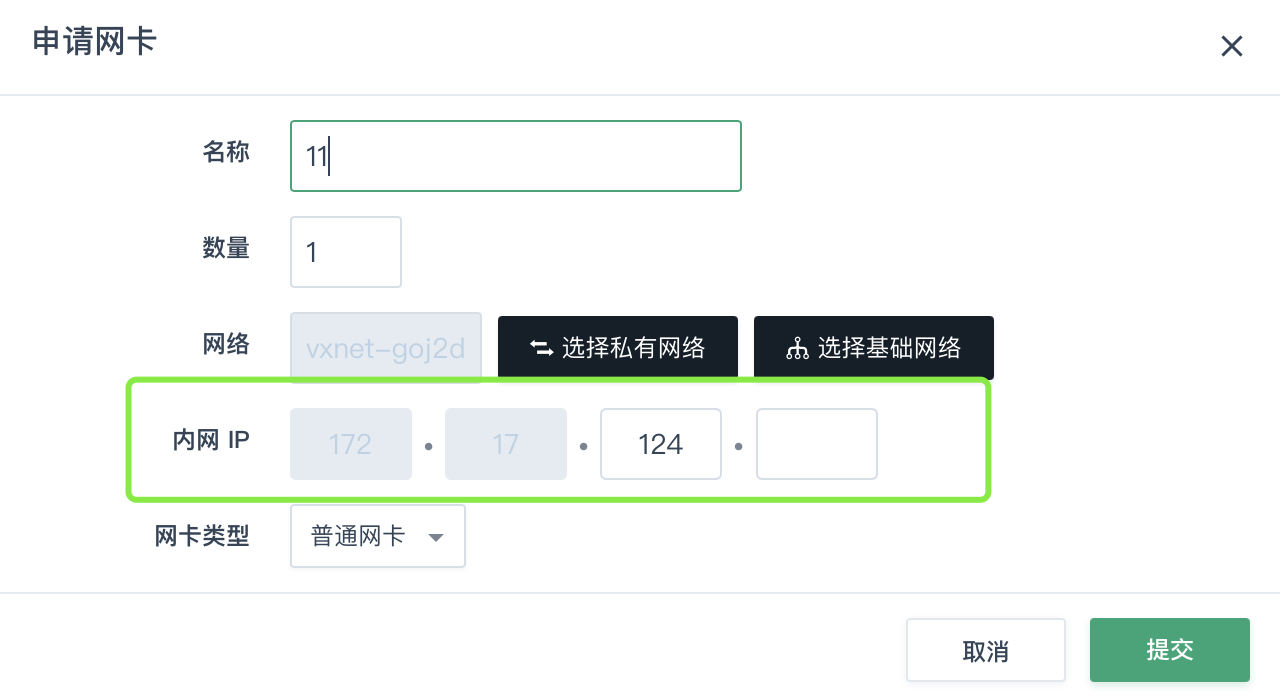 申请网卡
名称 11
数量 1
网络 vxnet-goj2d 选择私有网络 选择基础网络
内网 IP 172 · 17 · 124 ·
网卡类型 普通网卡
取消 提交